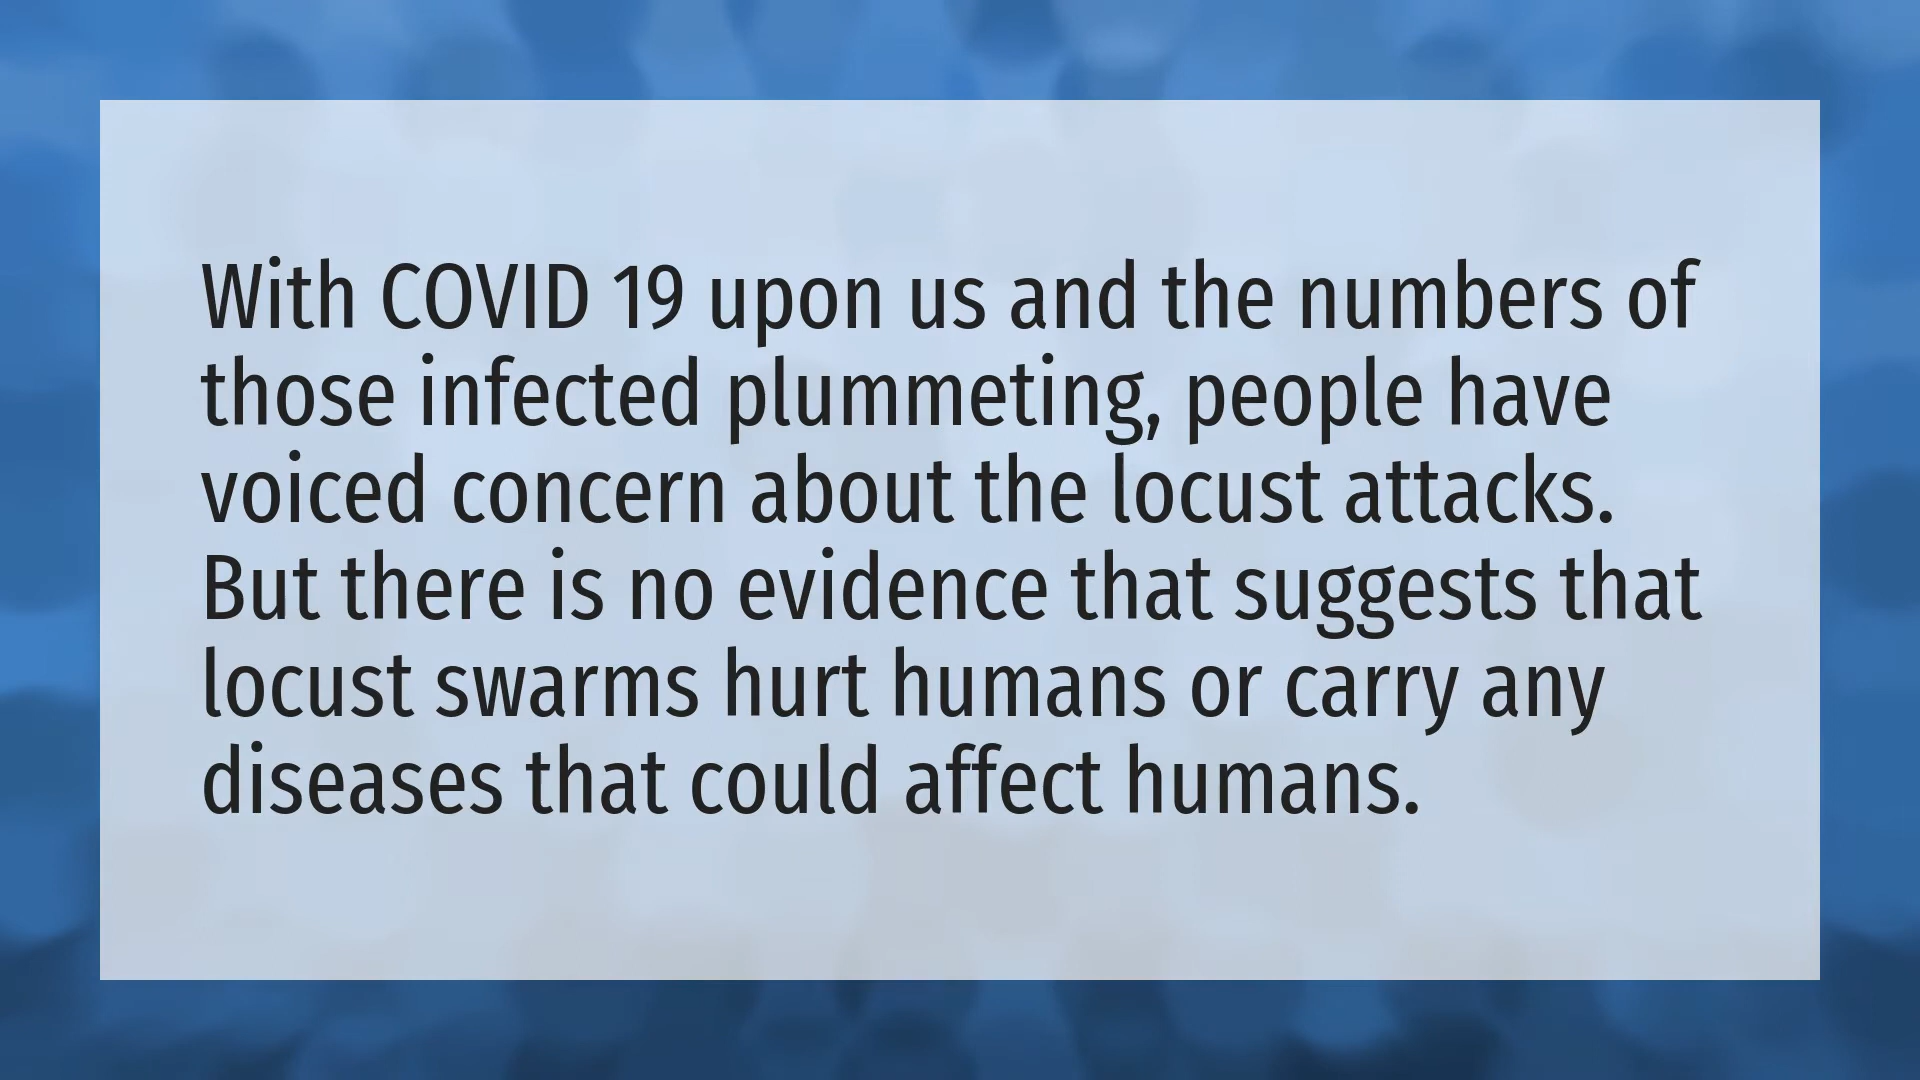 With COVID 19 upon us and the numbers of
those infected plummeting, people have
voiced concern about the locust attacks.
But there is no evidence that suggests that
locust swarms hurt humans or carry any
diseases that could affect humans.